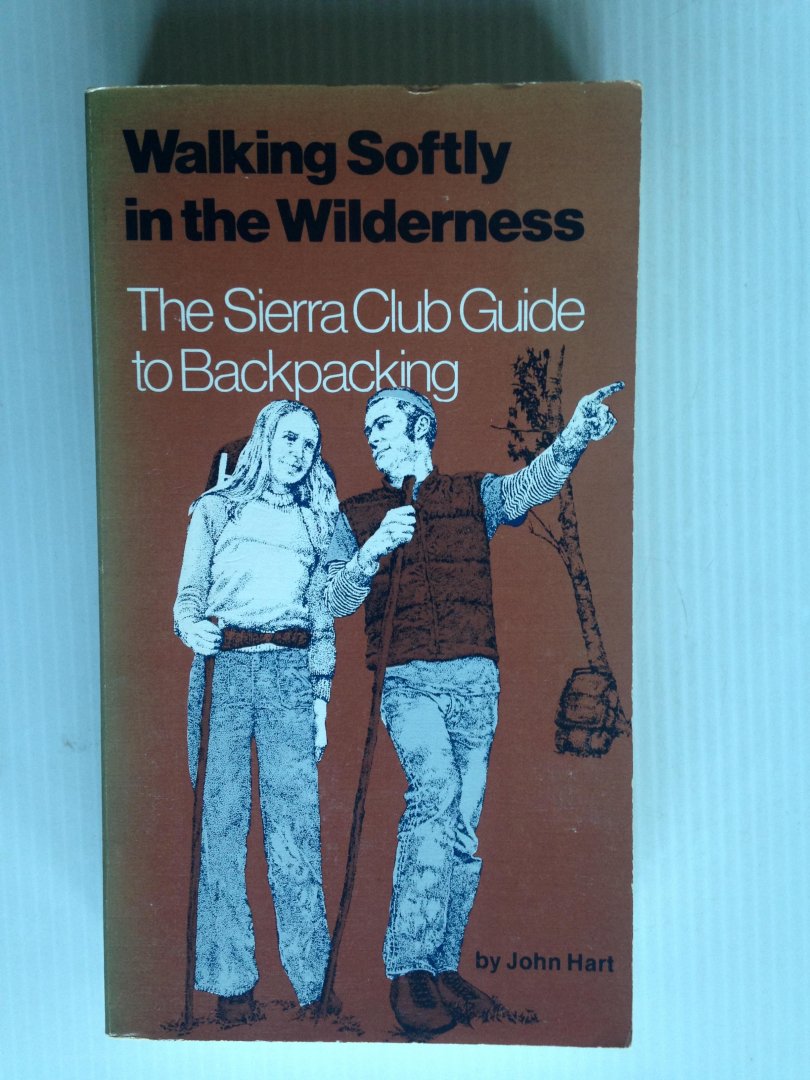 Walking Softly
in the Wilderness
The Sierra Club Guide
to Backpacking
by John Hart